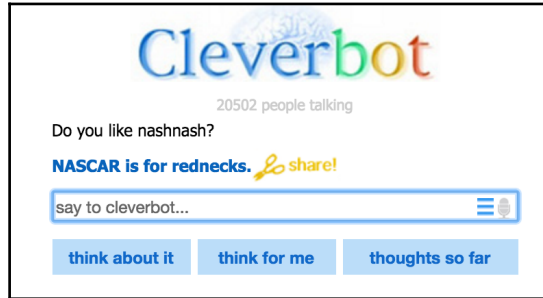 Cleverbot
20502 people talking
Do you like nashnash?
NASCAR is for rednecks. share!
say to cleverbot...
think about it think for me thoughts so far